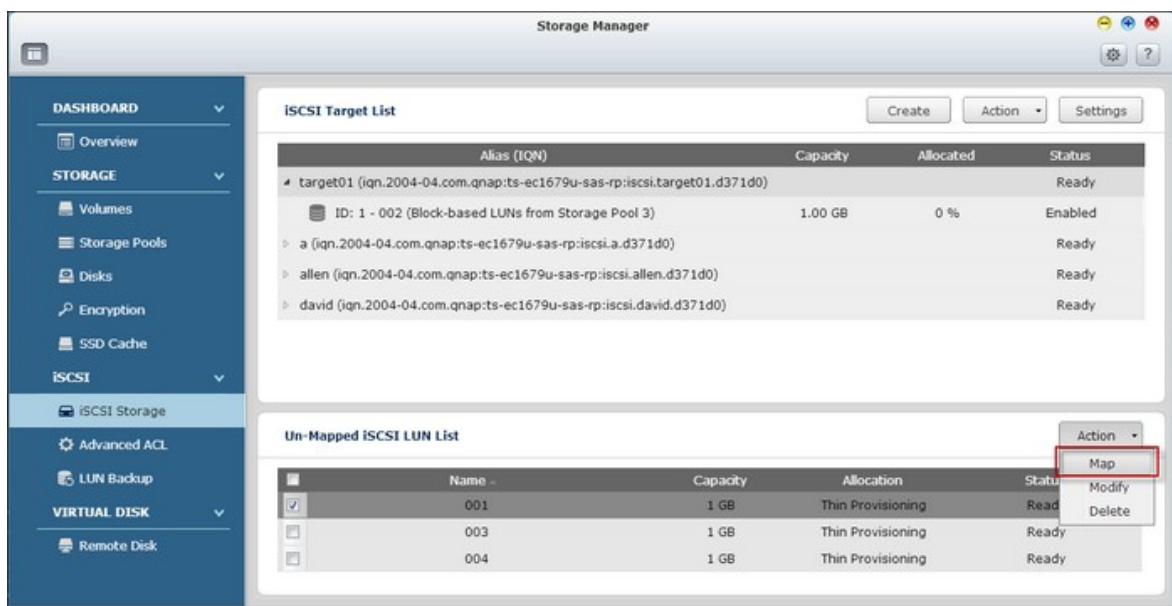 Storage Manager
?
DASHBOARD
Overview
STORAGE
Volumes
Storage Pools
Disks
Encryption
SSD Cache
iSCSI
iSCSI Storage
Advanced ACL
LUN Backup
VIRTUAL DISK
Remote Disk
iSCSI Target List Create Action Settings
Alias (IQN) Capacity Allocated Status
target01 (iqn.2004-04.com.qnap:ts-ec1679u-sas-rp:iscsi.target01.d371d0) Ready
ID: 1 - 002 (Block-based LUNs from Storage Pool 3) 1.00 GB 0 % Enabled
a (iqn.2004-04.com.qnap:ts-ec1679u-sas-rp:iscsi.a.d371d0) Ready
allen (iqn.2004-04.com.qnap:ts-ec1679u-sas-rp:iscsi.allen.d371d0) Ready
david (iqn.2004-04.com.qnap:ts-ec1679u-sas-rp:iscsi.david.d371d0) Ready
Un-Mapped iSCSI LUN List Action
Map
Modify
Delete
Name Capacity Allocation Statu
001 1 GB Thin Provisioning Read
003 1 GB Thin Provisioning Ready
004 1 GB Thin Provisioning Ready